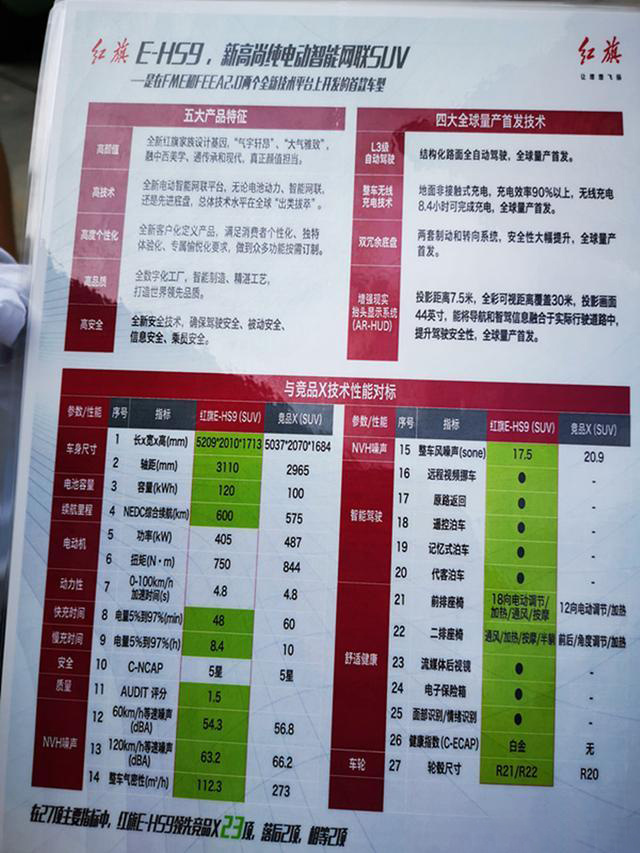 红旗 E-HS9，新高尚纯电动智能网联SUV
红旗
让理想飞扬
—是在FME和FEEA2.0两个全新技术平台上开发的首款车型
五大产品特征
高颜值
全新红旗家族设计基因，“气宇轩昂”、“大气雅致”，
融中西美学、遗传承和现代，真正颜值担当。
高技术
全新电动智能网联平台，无论电池动力、智能网联，
还是先进底盘，总体技术水平在全球“出类拔萃”。
高度个性化
全新客户化定义产品，满足消费者个性化、独特
体验化、专属愉悦化要求，做到众多功能按需订制。
高品质
全数字化工厂，智能制造、精湛工艺，
打造世界领先品质。
高安全
全新安全技术，确保驾驶安全、被动安全、
信息安全、乘员安全。
四大全球量产首发技术
L3级
自动驾驶
结构化路面全自动驾驶，全球量产首发。
整车无线
充电技术
地面非接触式充电，充电效率90%以上，无线充电
8.4小时可完成充电，全球量产首发。
双冗余底盘
两套制动和转向系统，安全性大幅提升，全球量产
首发。
增强现实
抬头显示系统
(AR-HUD)
投影距离7.5米，全彩可视距离覆盖30米，投影画面
44英寸，能将导航和智驾信息融合于实际行驶道路中，
提升驾驶安全性，全球量产首发。
与竞品X技术性能对标
参数/性能 序号 指标 红旗E-HS9 (SUV) 竞品X (SUV)
车身尺寸 1 长x宽x高(mm) 5209*2010*1713 5037*2070*1684
2 轴距(mm) 3110 2965
电池容量 3 容量(kWh) 120 100
续航里程 4 NEDC综合续航(km) 600 575
电动机 5 功率(kW) 405 487
6 扭矩(N·m) 750 844
动力性 7 0-100km/h
加速时间(s) 4.8 4.8
快充时间 8 电量5%到97%(min) 48 60
慢充时间 9 电量5%到97%(h) 8.4 10
安全 10 C-NCAP 5星 5星
质量 11 AUDIT 评分 1.5
NVH噪声 12 60km/h等速噪声
(dBA) 54.3 56.8
13 120km/h等速噪声
(dBA) 63.2 66.2
14 整车气密性(m³/h) 112.3 273
参数/性能 序号 指标 红旗E-HS9 (SUV) 竞品X (SUV)
NVH噪声 15 整车风噪声(sone) 17.5 20.9
智能驾驶 16 远程视频挪车 ● -
17 原路返回 ● -
18 遥控泊车 ● -
19 记忆式泊车 ● -
20 代客泊车 ● -
舒适健康 21 前排座椅 18向电动调节/
加热/通风/按摩 12向电动调节/加热
22 二排座椅 通风/加热/按摩/半躺 前后/角度调节/加热
23 流媒体后视镜 ● -
24 电子保险箱 ● -
25 面部识别/情绪识别 ● -
26 健康指数(C-ECAP) 白金 无
车轮 27 轮毂尺寸 R21/R22 R20
在27项主要指标中，红旗E-HS9领先竞品X23项，落后2项，相等2项